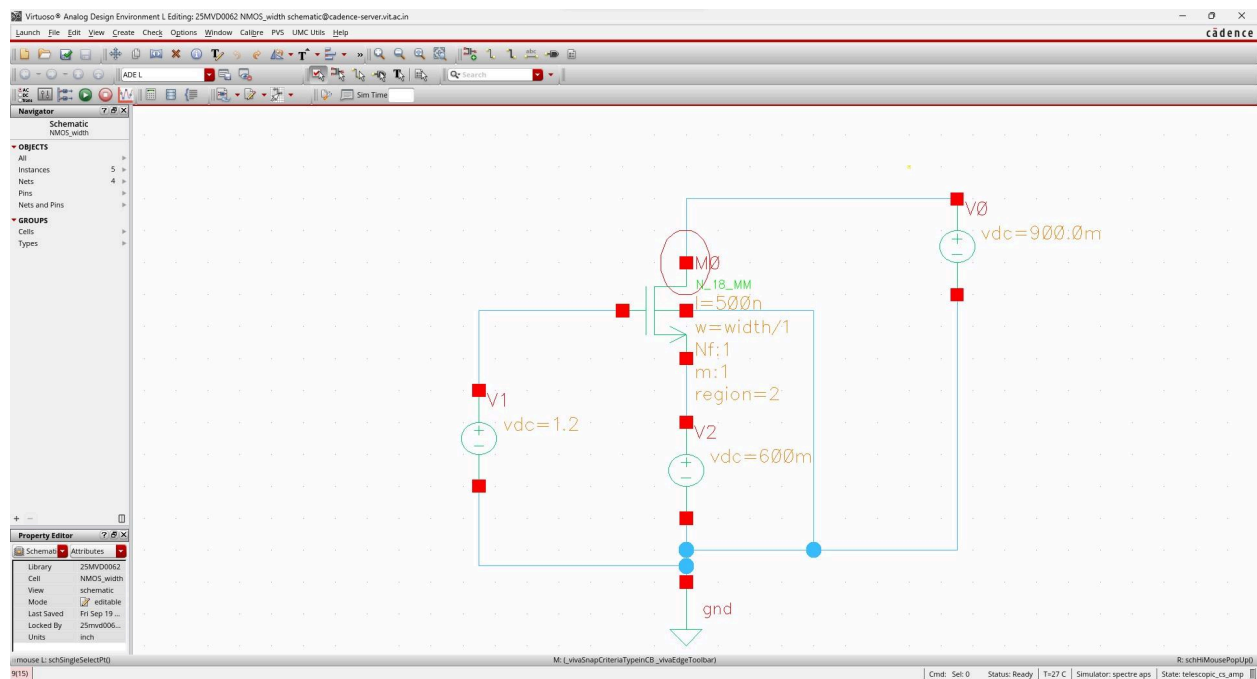 Virtuoso® Analog Design Environment L Editing: 25MVD0062 NMOS_width schematic@cadence-server.vit.ac.in
Launch File Edit View Create Check Options Window Calibre PVS UMC Utils Help
cādence
ADE L
Search
Sim Time
Navigator
Schematic
NMOS_width
OBJECTS
All
Instances 5
Nets 4
Pins
Nets and Pins
GROUPS
Cells
Types
V0
vdc=900.0m
M0
N_18_MM
l=500n
w=width/1
Nf:1
m:1
region=2
V1
vdc=1.2
V2
vdc=600m
gnd
Property Editor
Schemati Attributes
Library 25MVD0062
Cell NMOS_width
View schematic
Mode editable
Last Saved Fri Sep 19 ...
Locked By 25mvd006...
Units inch
mouse L: schSingleSelectPt() M: (_vivaSnapCriteriaTypeinCB _vivaEdgeToolbar) R: schHiMousePopUp()
9(15) Cmd: Sel: 0 Status: Ready T=27 C Simulator: spectre aps State: telescopic_cs_amp